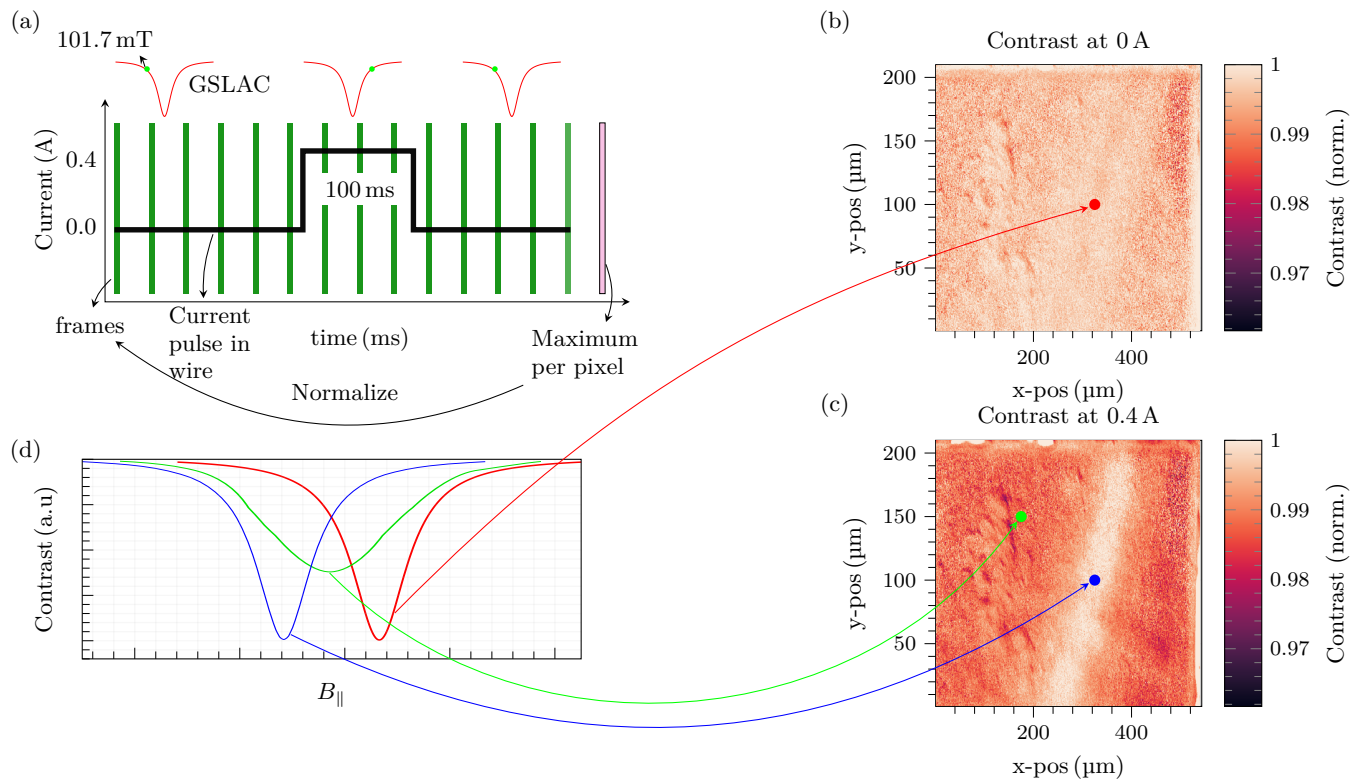 (a)
101.7 mT
GSLAC
Current (A)
0.4
0.0
100 ms
frames
Current
pulse in
wire
time (ms)
Maximum
per pixel
Normalize
(b)
Contrast at 0 A
y-pos (µm)
200
150
100
50
200
400
x-pos (µm)
1
0.99
0.98
0.97
Contrast (norm.)
(c)
Contrast at 0.4 A
y-pos (µm)
200
150
100
50
200
400
x-pos (µm)
1
0.99
0.98
0.97
Contrast (norm.)
(d)
Contrast (a.u)
B∥